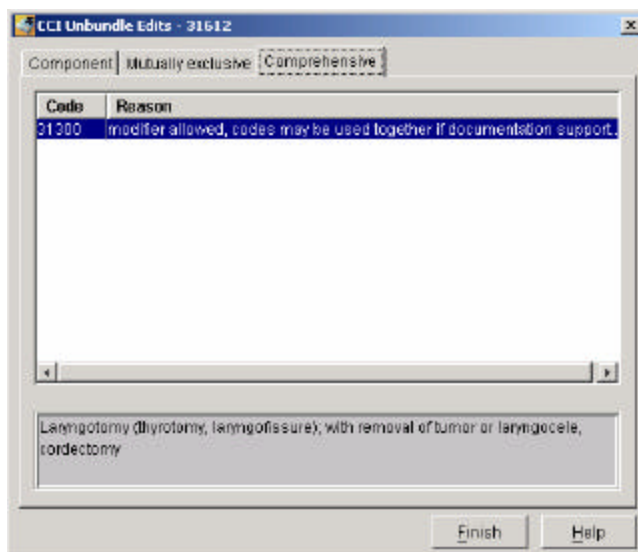 CCI Unbundle Edits - 31612
Component Mutually exclusive Comprehensive
Code Reason
31300 modifier allowed, codes may be used together if documentation support..
Laryngotomy (thyrotomy, laryngofissure); with removal of tumor or laryngocele,
cordectomy
Finish Help